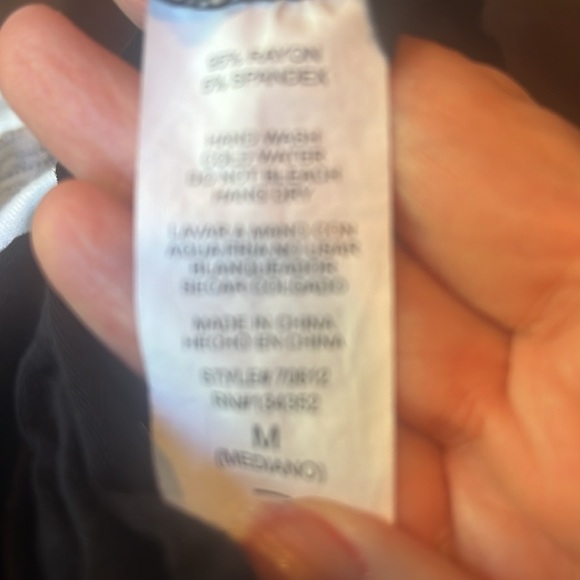 95% RAYON
5% SPANDEX
HAND WASH
COLD WATER
DO NOT BLEACH
HANG DRY
LAVAR A MANO CON
AGUA FRIA NO USAR
BLANQUEADOR
SECAR COLGADO
MADE IN CHINA
HECHO EN CHINA
STYLE# 70812
M
(MEDIANO)